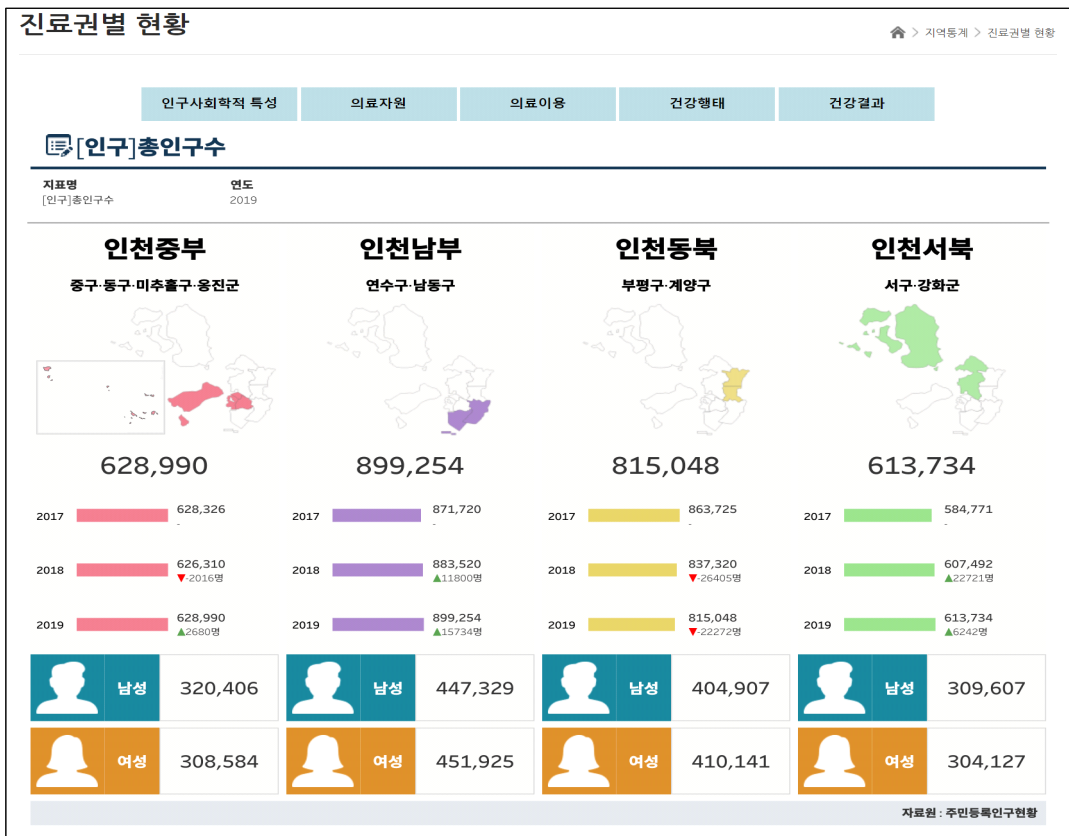 진료권별 현황
지역통계 > 진료권별 현황
인구사회학적 특성 의료자원 의료이용 건강행태 건강결과
[인구]총인구수
지표명 연도
[인구]총인구수 2019
인천중부 인천남부 인천동북 인천서북
중구·동구·미추홀구·옹진군 연수구·남동구 부평구·계양구 서구·강화군
628,990 899,254 815,048 613,734
2017 628,326 2017 871,720 2017 863,725 2017 584,771
- - - -
2018 626,310 2018 883,520 2018 837,320 2018 607,492
▼-2016명 ▲11800명 ▼-26405명 ▲22721명
2019 628,990 2019 899,254 2019 815,048 2019 613,734
▲2680명 ▲15734명 ▼-22272명 ▲6242명
남성 320,406 남성 447,329 남성 404,907 남성 309,607
여성 308,584 여성 451,925 여성 410,141 여성 304,127
자료원 : 주민등록인구현황